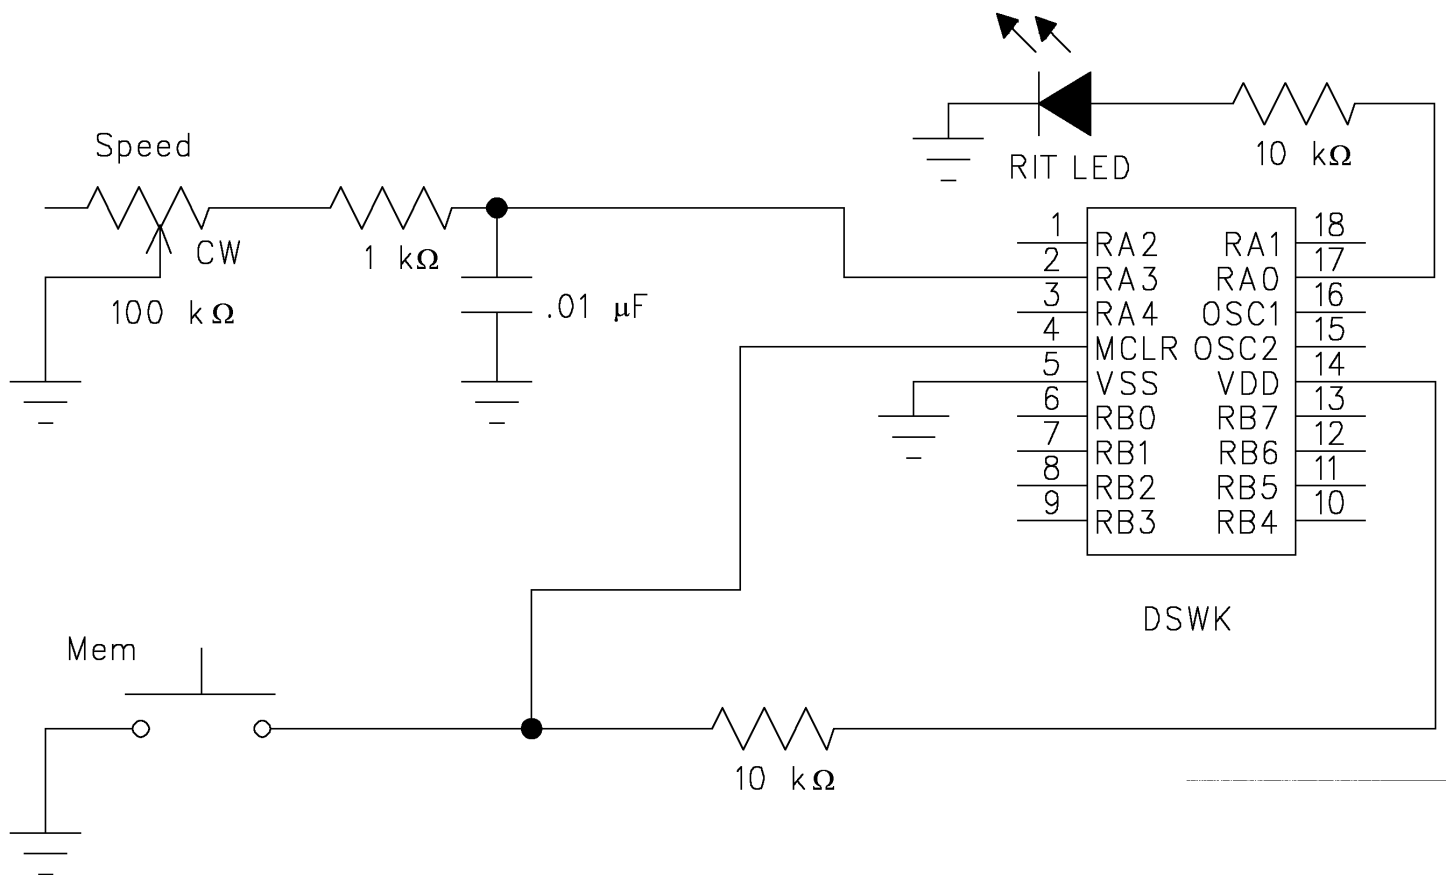 Speed
CW
100 kΩ
1 kΩ
.01 μF
RIT LED
10 kΩ
1 RA2 RA1 18
2 RA3 RA0 17
3 RA4 OSC1 16
4 MCLR OSC2 15
5 VSS VDD 14
6 RB0 RB7 13
7 RB1 RB6 12
8 RB2 RB5 11
9 RB3 RB4 10
DSWK
Mem
10 kΩ